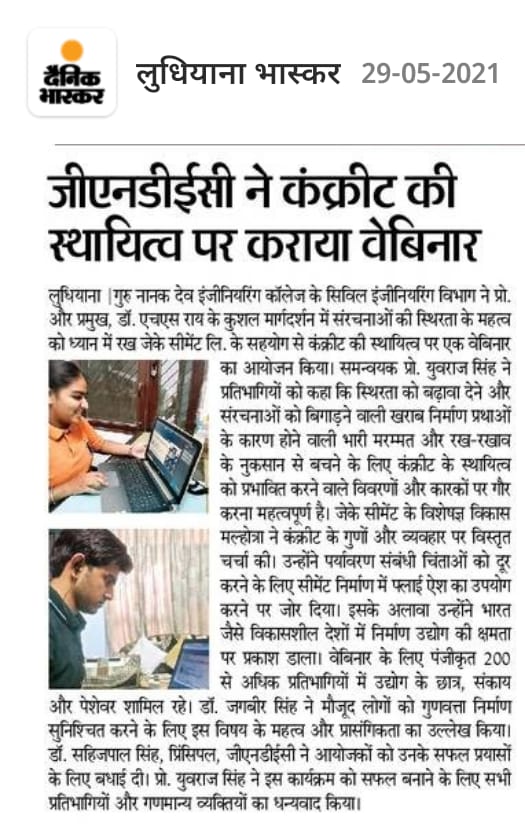 दैनिक
भास्कर
लुधियाना भास्कर 29-05-2021
जीएनडीईसी ने कंक्रीट की
स्थायित्व पर कराया वेबिनार
लुधियाना |गुरु नानक देव इंजीनियरिंग कॉलेज के सिविल इंजीनियरिंग विभाग ने प्रो.
और प्रमुख, डॉ. एचएस राय के कुशल मार्गदर्शन में संरचनाओं की स्थिरता के महत्व
को ध्यान में रख जेके सीमेंट लि. के सहयोग से कंक्रीट की स्थायित्व पर एक वेबिनार
का आयोजन किया। समन्वयक प्रो. युवराज सिंह ने
प्रतिभागियों को कहा कि स्थिरता को बढ़ावा देने और
संरचनाओं को बिगाड़ने वाली खराब निर्माण प्रथाओं
के कारण होने वाली भारी मरम्मत और रख-रखाव
के नुकसान से बचने के लिए कंक्रीट के स्थायित्व
को प्रभावित करने वाले विवरणों और कारकों पर गौर
करना महत्वपूर्ण है। जेके सीमेंट के विशेषज्ञ विकास
मल्होत्रा ने कंक्रीट के गुणों और व्यवहार पर विस्तृत
चर्चा की। उन्होंने पर्यावरण संबंधी चिंताओं को दूर
करने के लिए सीमेंट निर्माण में फ्लाई ऐश का उपयोग
करने पर जोर दिया। इसके अलावा उन्होंने भारत
जैसे विकासशील देशों में निर्माण उद्योग की क्षमता
पर प्रकाश डाला। वेबिनार के लिए पंजीकृत 200
से अधिक प्रतिभागियों में उद्योग के छात्र, संकाय
और पेशेवर शामिल रहे। डॉ. जगबीर सिंह ने मौजूद लोगों को गुणवत्ता निर्माण
सुनिश्चित करने के लिए इस विषय के महत्व और प्रासंगिकता का उल्लेख किया।
डॉ. सहिजपाल सिंह, प्रिंसिपल, जीएनडीईसी ने आयोजकों को उनके सफल प्रयासों
के लिए बधाई दी। प्रो. युवराज सिंह ने इस कार्यक्रम को सफल बनाने के लिए सभी
प्रतिभागियों और गणमान्य व्यक्तियों का धन्यवाद किया।